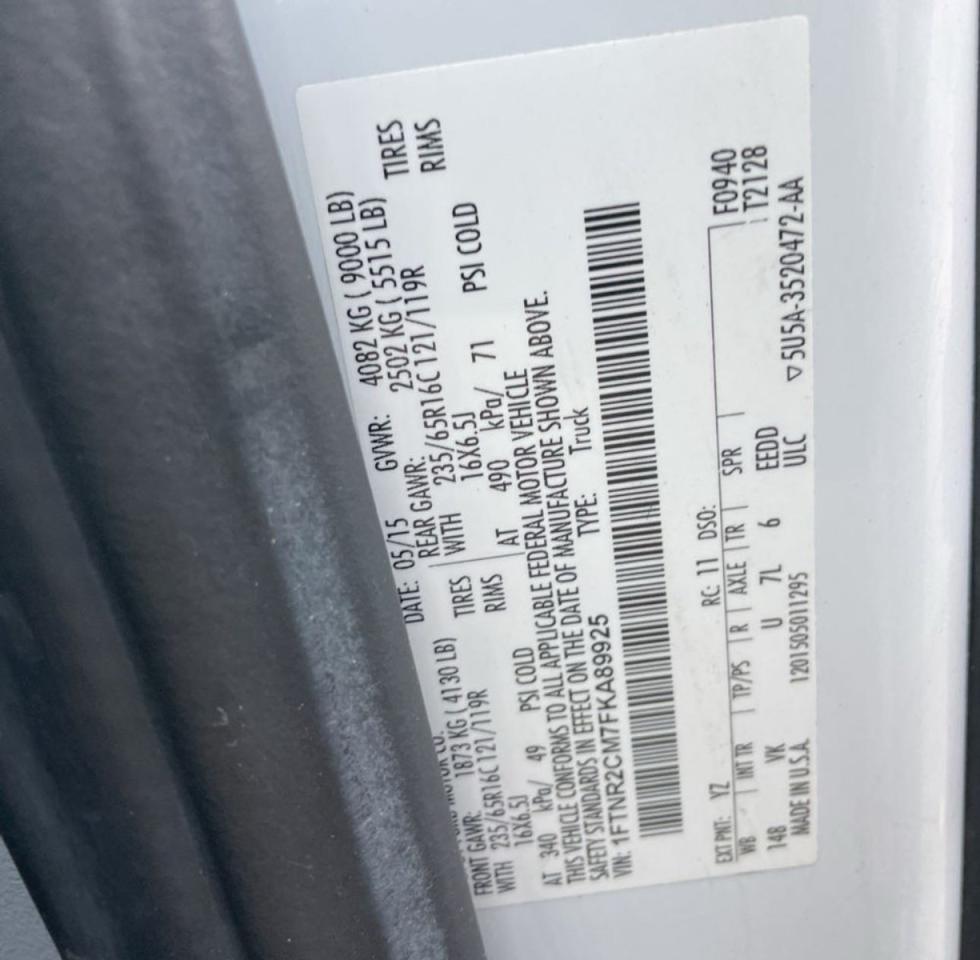 MOTOR CO.
DATE: 05/15 GVWR: 4082 KG ( 9000 LB)
FRONT GAWR: 1873 KG ( 4130 LB) REAR GAWR: 2502 KG ( 5515 LB)
WITH 235/65R16C 121/119R TIRES WITH 235/65R16C 121/119R TIRES
16X6.5J RIMS 16X6.5J RIMS
AT 340 kPa/ 49 PSI COLD AT 490 kPa/ 71 PSI COLD
THIS VEHICLE CONFORMS TO ALL APPLICABLE FEDERAL MOTOR VEHICLE
SAFETY STANDARDS IN EFFECT ON THE DATE OF MANUFACTURE SHOWN ABOVE.
VIN: 1FTNR2CM7FKA89925 TYPE: Truck
EXT PNT: YZ RC: 11 DSO: F0940
WB INT TR TP/PS R AXLE TR SPR T2128
148 VK U 7L 6 EEDD
MADE IN U.S.A. 1201505011295 ULC ▽5U5A-3520472-AA